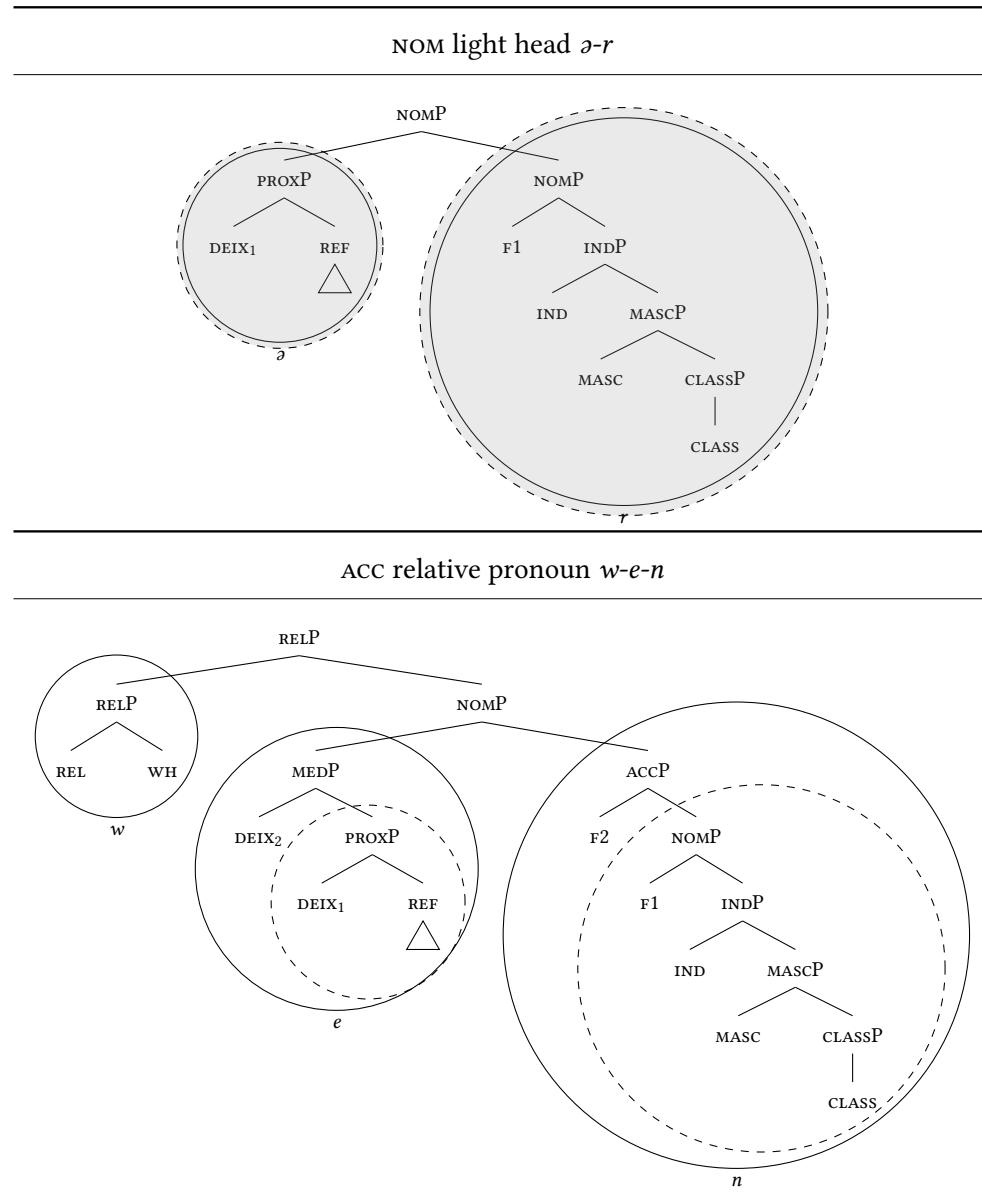 NOM light head ə-r
NOMP
PROXP NOMP
DEIX₁ REF F1 INDP
IND MASCP
ə
MASC CLASSP
CLASS
r
ACC relative pronoun w-e-n
RELP
RELP NOMP
REL WH MEDP ACCP
w
DEIX₂ PROXP F2 NOMP
DEIX₁ REF F1 INDP
IND MASCP
e
MASC CLASSP
CLASS
n